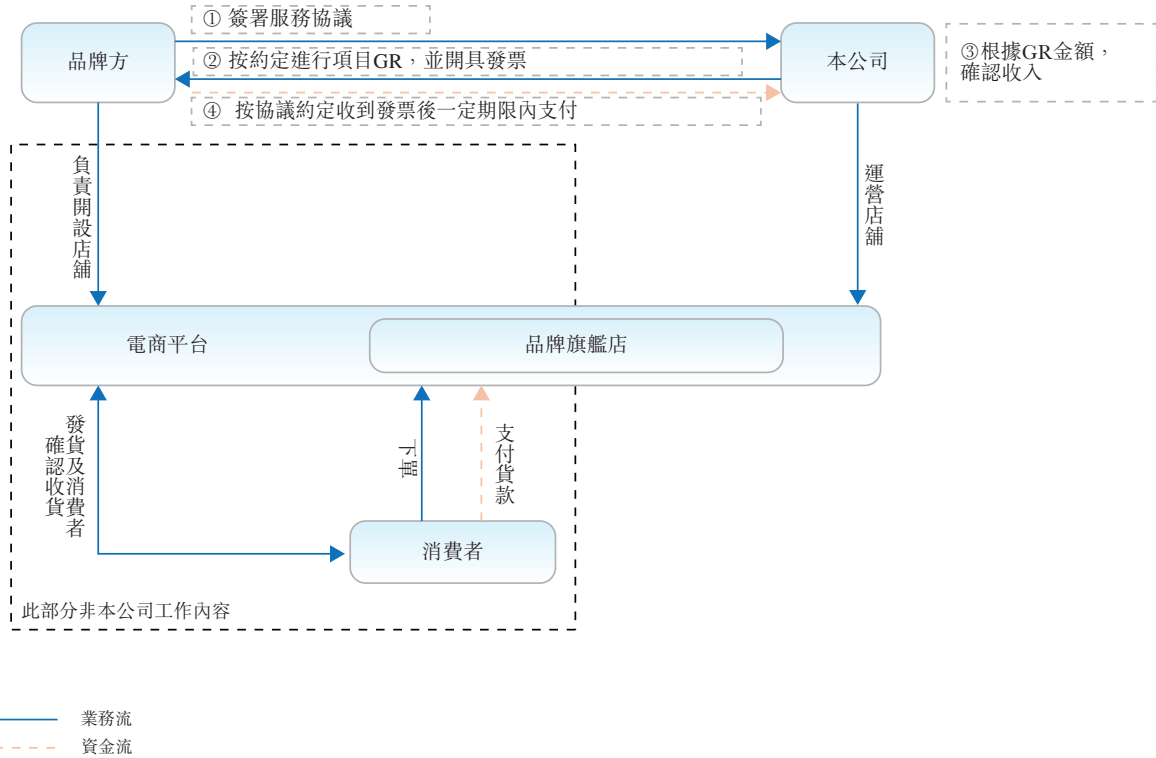 ① 簽署服務協議
品牌方
② 按約定進行項目GR，並開具發票
本公司
③根據GR金額，
確認收入
④ 按協議約定收到發票後一定期限內支付
負責開設店舖
運營店舖
電商平台
品牌旗艦店
發貨及消費者
確認收貨
下單
支付貨款
消費者
此部分非本公司工作內容
業務流
資金流